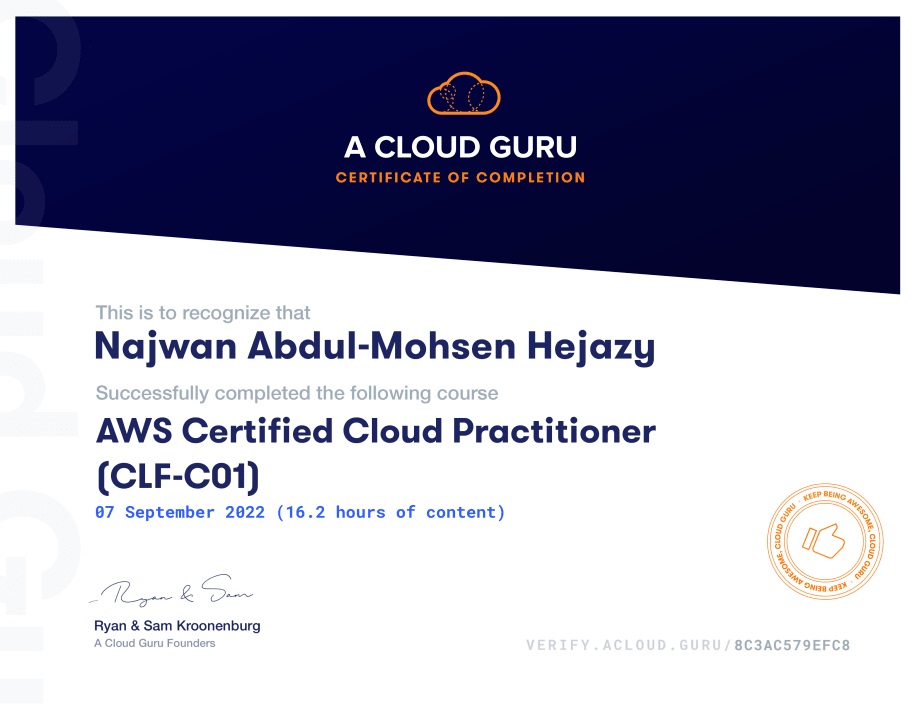 A CLOUD GURU
CERTIFICATE OF COMPLETION
This is to recognize that
Najwan Abdul-Mohsen Hejazy
Successfully completed the following course
AWS Certified Cloud Practitioner
(CLF-C01)
07 September 2022 (16.2 hours of content)
KEEP BEING AWESOME, CLOUD GURU · KEEP BEING AWESOME, CLOUD GURU ·
Ryan & Sam
Ryan & Sam Kroonenburg
A Cloud Guru Founders
VERIFY.ACLOUD.GURU/8C3AC579EFC8
Cloud Gu